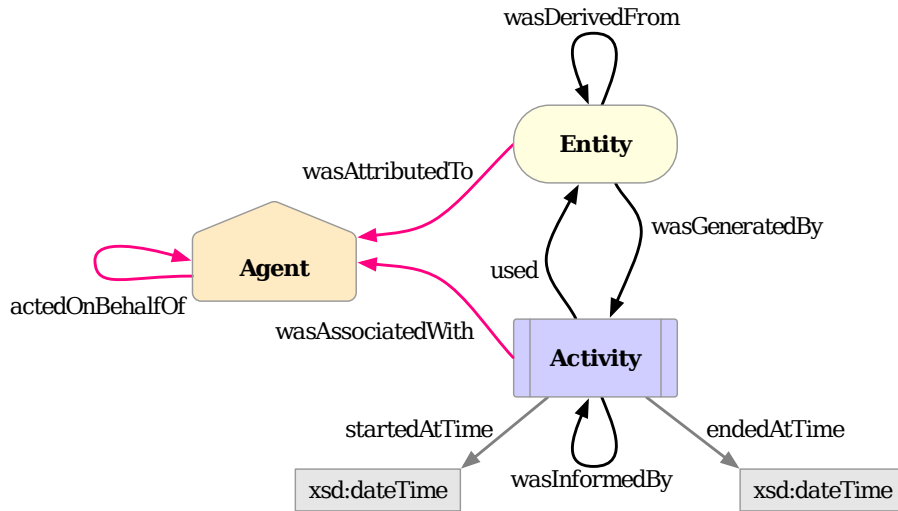 wasDerivedFrom
Entity
wasAttributedTo
wasGeneratedBy
Agent
used
actedOnBehalfOf
wasAssociatedWith
Activity
startedAtTime
endedAtTime
wasInformedBy
xsd:dateTime
xsd:dateTime